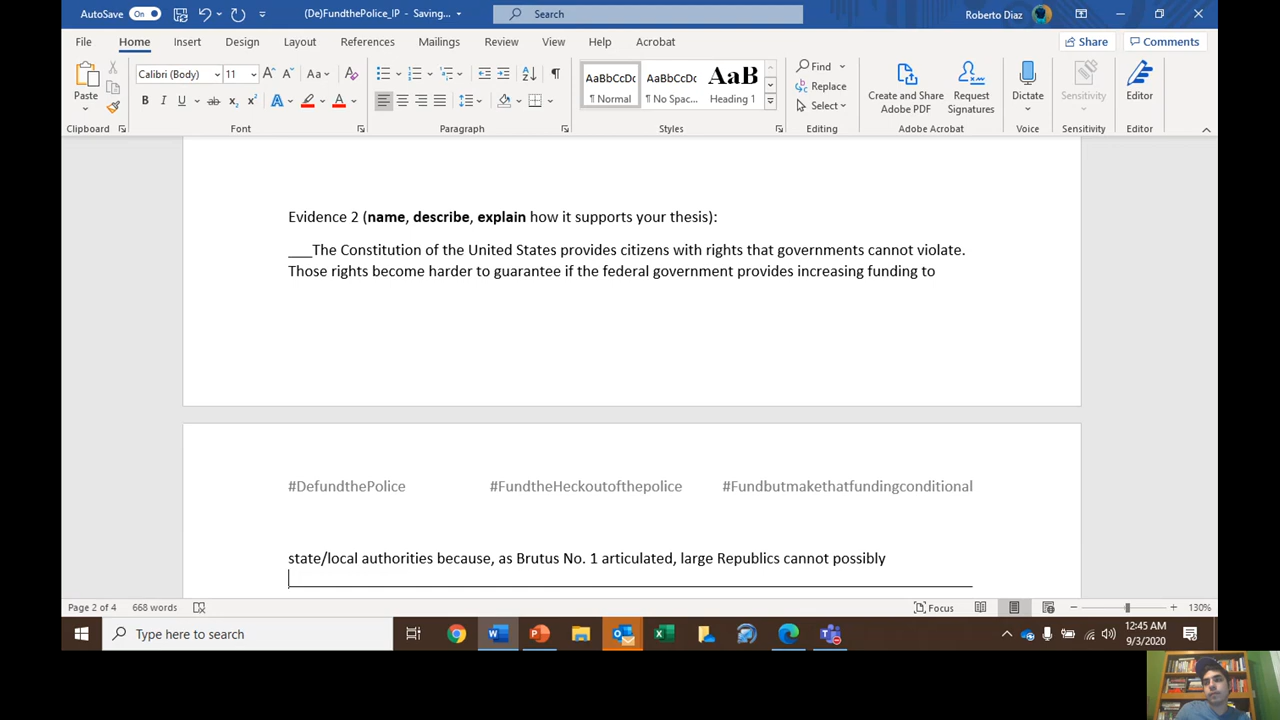 AutoSave On (De)FundthePolice_IP - Saving... Search Roberto Diaz
File Home Insert Design Layout References Mailings Review View Help Acrobat Share Comments
Paste Calibri (Body) 11 Aa AaBbCcDc AaBbCcDc AaB Find Replace Select Create and Share Adobe PDF Request Signatures Dictate Sensitivity Editor
B I U ab x₂ x² A A ¶ Normal ¶ No Spac... Heading 1
Clipboard Font Paragraph Styles Editing Adobe Acrobat Voice Sensitivity Editor
Evidence 2 (name, describe, explain how it supports your thesis):
___The Constitution of the United States provides citizens with rights that governments cannot violate.
Those rights become harder to guarantee if the federal government provides increasing funding to
#DefundthePolice #FundtheHeckoutofthepolice #Fundbutmakethatfundingconditional
state/local authorities because, as Brutus No. 1 articulated, large Republics cannot possibly
Page 2 of 4 668 words Focus 130%
Type here to search 12:45 AM
9/3/2020